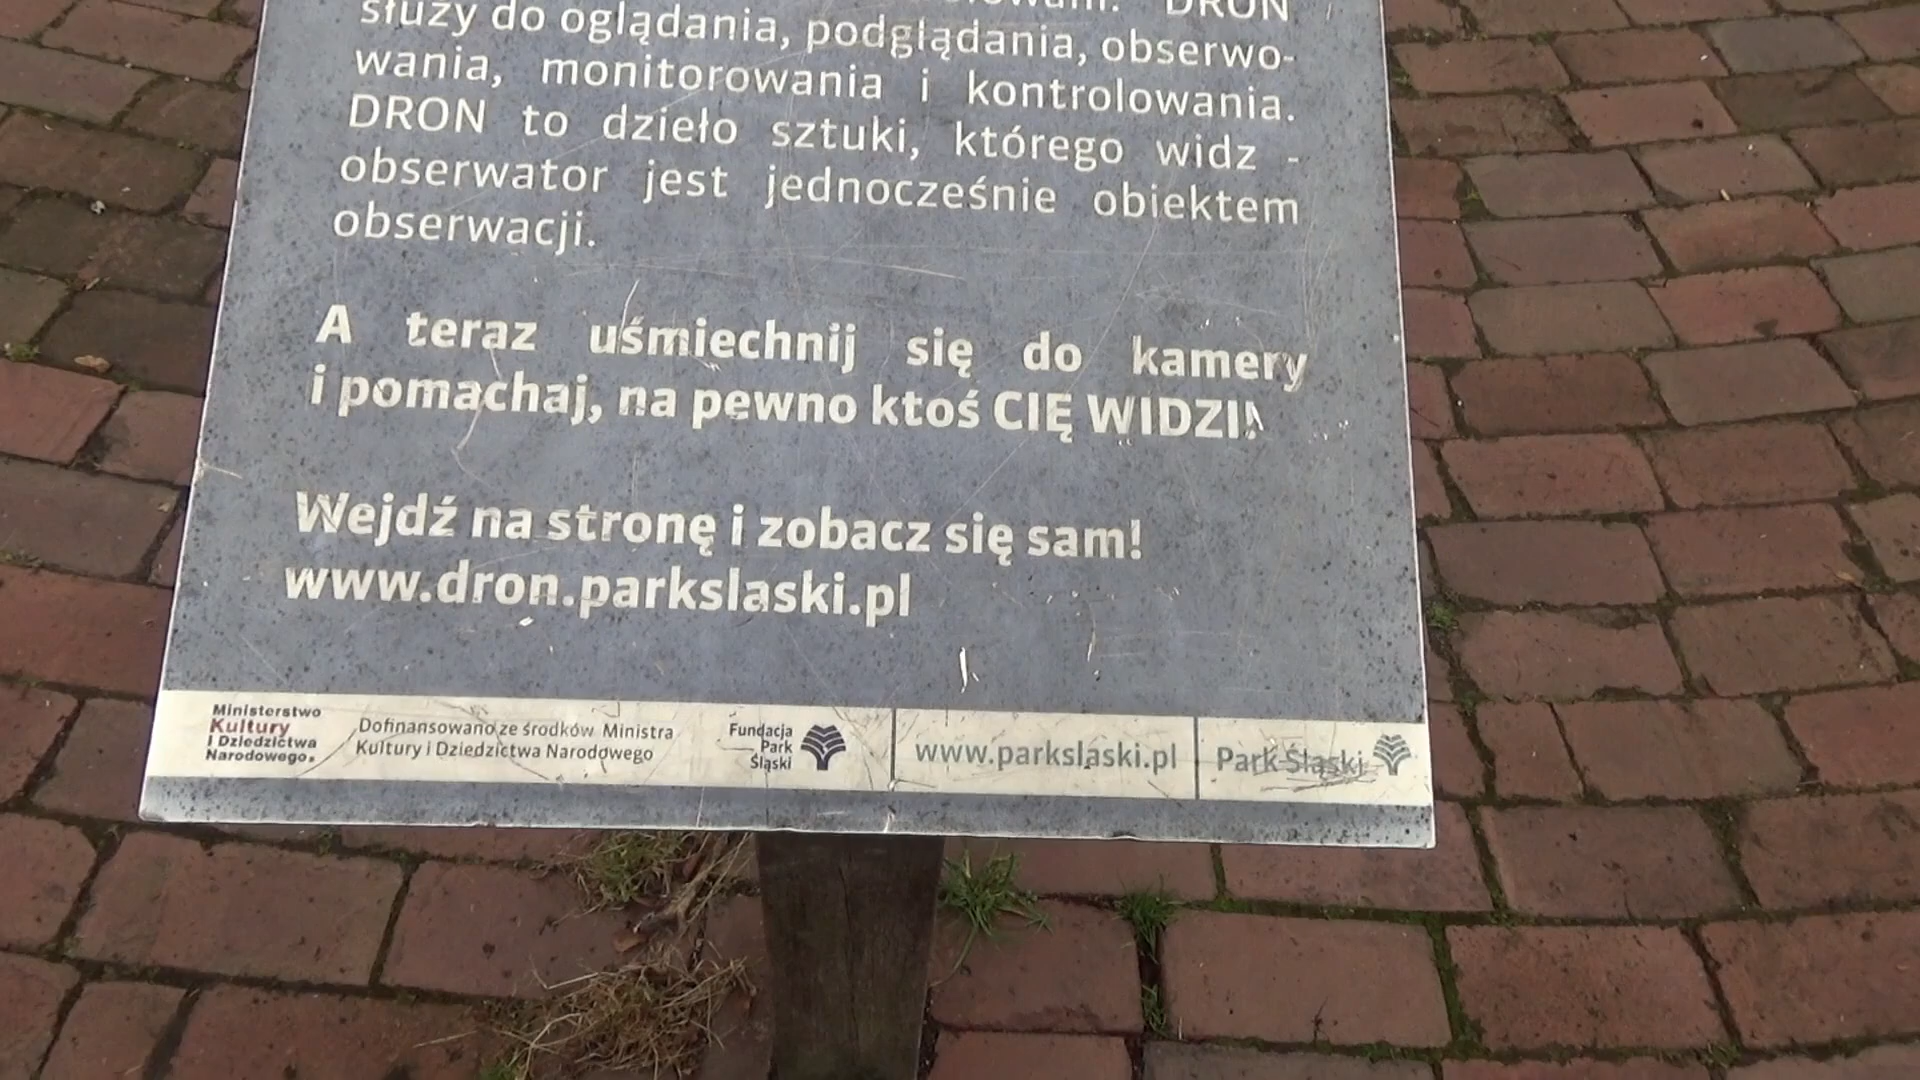 DRON
służy do oglądania, podglądania, obserwo-
wania, monitorowania i kontrolowania.
DRON to dzieło sztuki, którego widz -
obserwator jest jednocześnie obiektem
obserwacji.
A teraz uśmiechnij się do kamery
i pomachaj, na pewno ktoś CIĘ WIDZI!
Wejdź na stronę i zobacz się sam!
www.dron.parkslaski.pl
Ministerstwo
Kultury
i Dziedzictwa
Narodowego.
Dofinansowano ze środków Ministra
Kultury i Dziedzictwa Narodowego
Fundacja
Park
Śląski
www.parkslaski.pl
Park Śląski